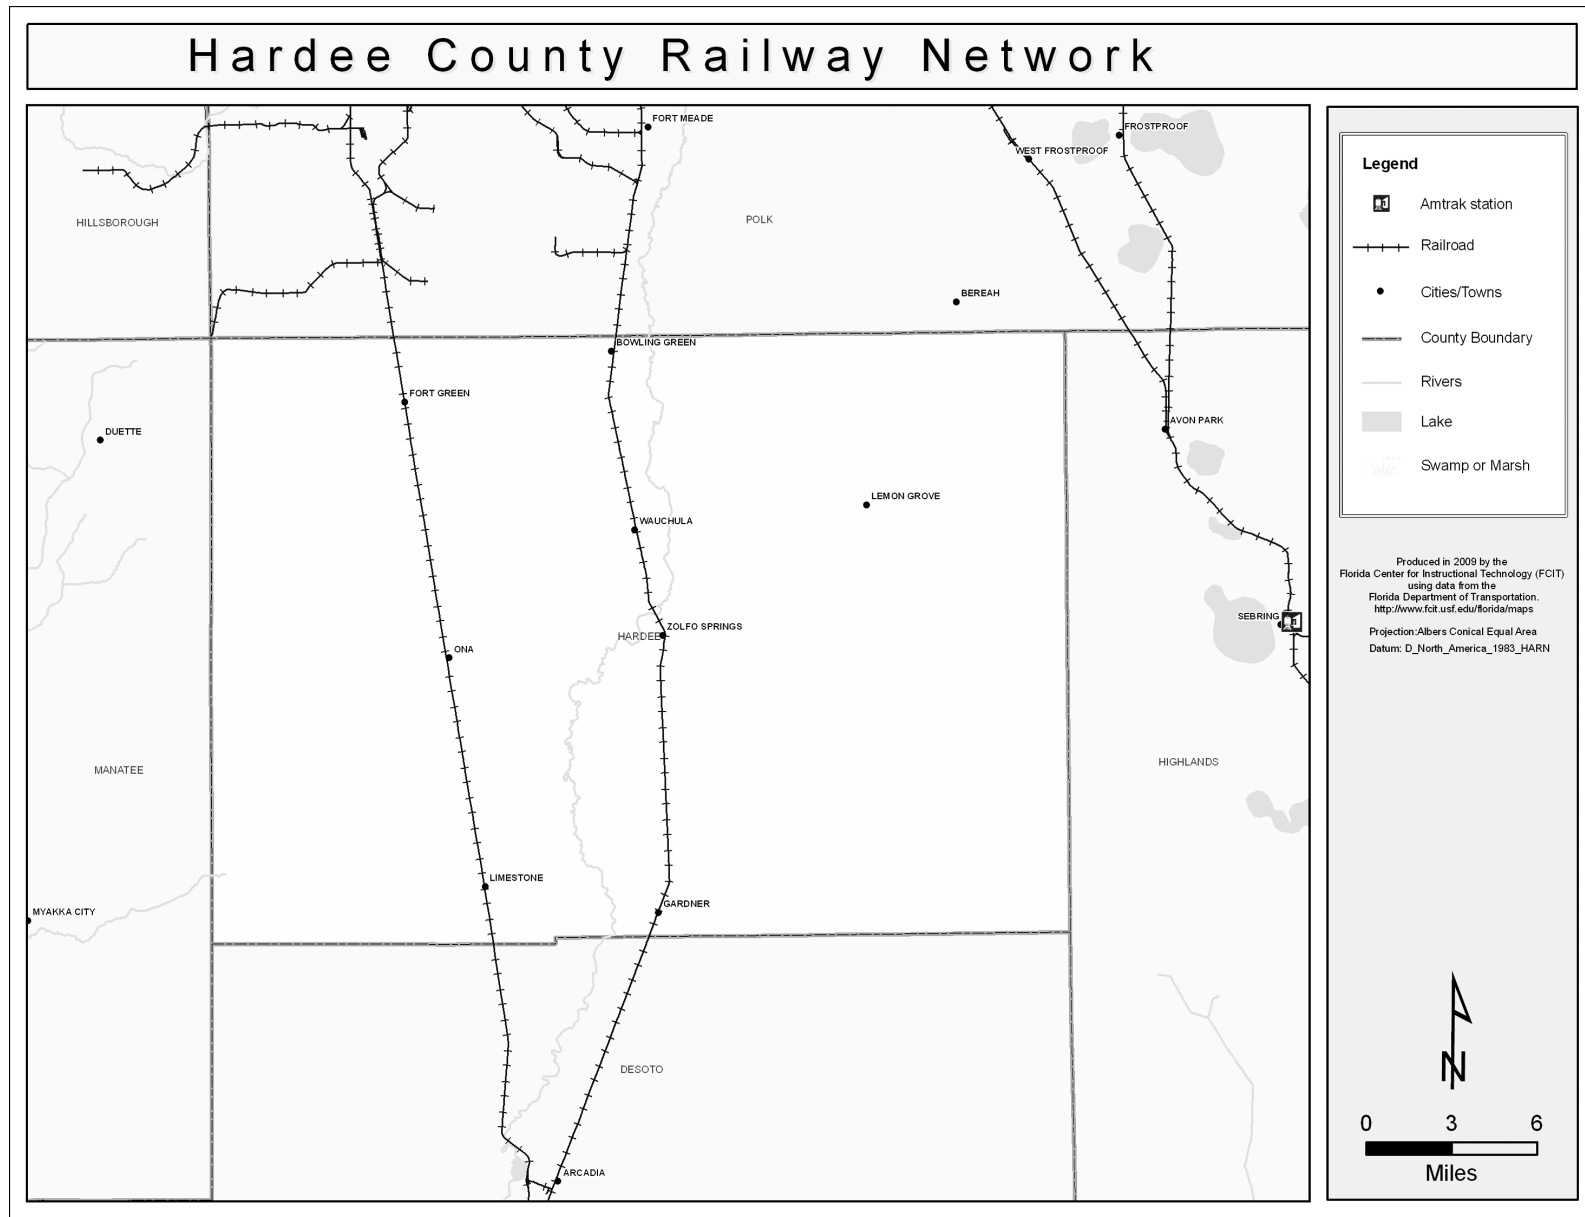 Hardee County Railway Network
FORT MEADE
FROSTPROOF
WEST FROSTPROOF
HILLSBOROUGH
POLK
BEREAH
BOWLING GREEN
FORT GREEN
DUETTE
AVON PARK
LEMON GROVE
WAUCHULA
SEBRING
ZOLFO SPRINGS
HARDEE
ONA
MANATEE
HIGHLANDS
LIMESTONE
GARDNER
MYAKKA CITY
DESOTO
ARCADIA
Legend
Amtrak station
Railroad
Cities/Towns
County Boundary
Rivers
Lake
Swamp or Marsh
Produced in 2009 by the
Florida Center for Instructional Technology (FCIT)
using data from the
Florida Department of Transportation.
http://www.fcit.usf.edu/florida/maps
Projection:Albers Conical Equal Area
Datum: D_North_America_1983_HARN
N
0 3 6
Miles